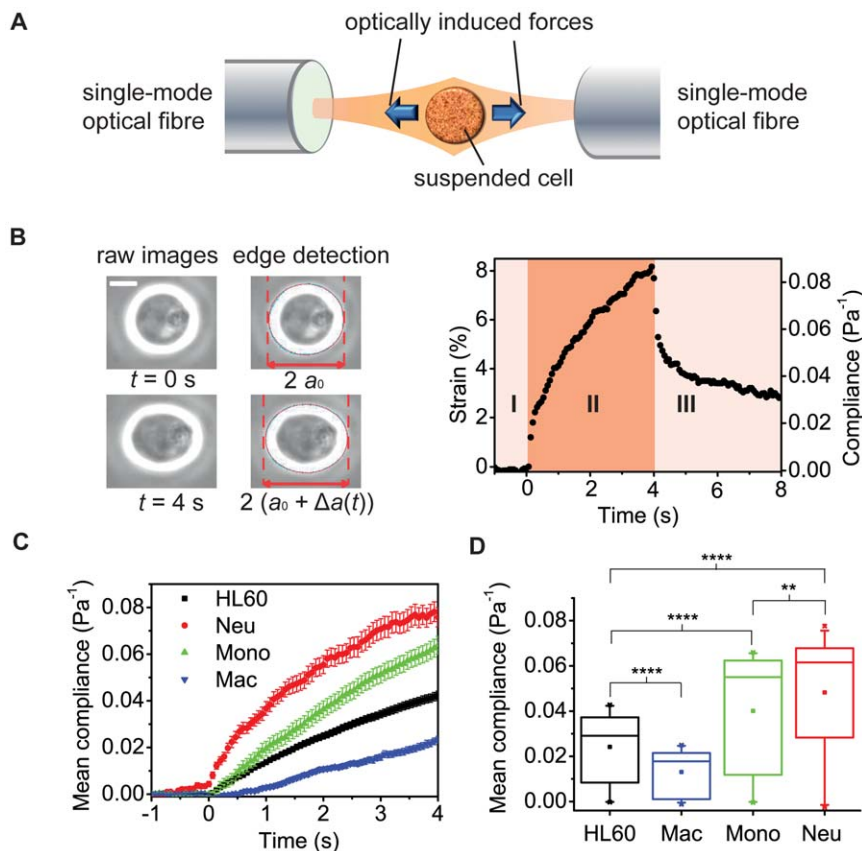 A
optically induced forces
single-mode
optical fibre
single-mode
optical fibre
suspended cell
B
raw images
edge detection
t = 0 s
2 a₀
t = 4 s
2 (a₀ + Δa(t))
8
6
4
2
0
Strain (%)
I
II
III
0.08
0.06
0.04
0.02
0.00
Compliance (Pa⁻¹)
0 2 4 6 8
Time (s)
C
Mean compliance (Pa⁻¹)
0.08
0.06
0.04
0.02
0.00
HL60
Neu
Mono
Mac
-1 0 1 2 3 4
Time (s)
D
Mean compliance (Pa⁻¹)
0.08
0.06
0.04
0.02
0.00
****
**
****
****
HL60 Mac Mono Neu